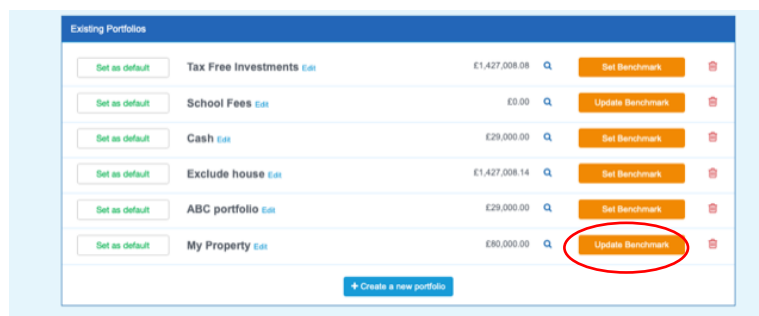 Existing Portfolios
Set as default Tax Free Investments Edit £1,427,008.08 Set Benchmark
Set as default School Fees Edit £0.00 Update Benchmark
Set as default Cash Edit £29,000.00 Set Benchmark
Set as default Exclude house Edit £1,427,008.14 Set Benchmark
Set as default ABC portfolio Edit £29,000.00 Set Benchmark
Set as default My Property Edit £80,000.00 Update Benchmark
+ Create a new portfolio